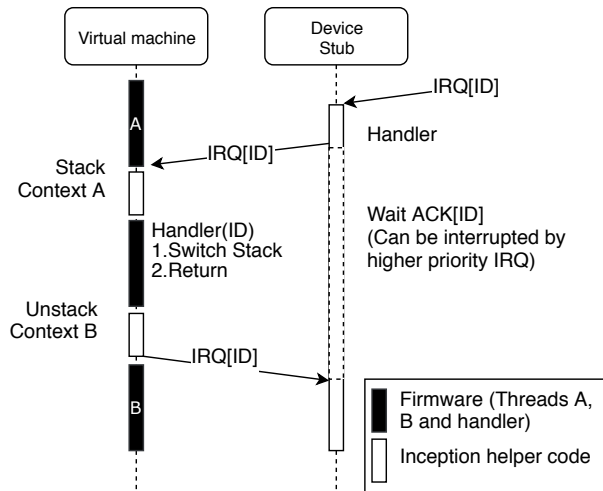 Virtual machine
Device
Stub
IRQ[ID]
A
Handler
IRQ[ID]
Stack
Context A
Wait ACK[ID]
(Can be interrupted by
higher priority IRQ)
Handler(ID)
1.Switch Stack
2.Return
Unstack
Context B
IRQ[ID]
B
Firmware (Threads A,
B and handler)
Inception helper code